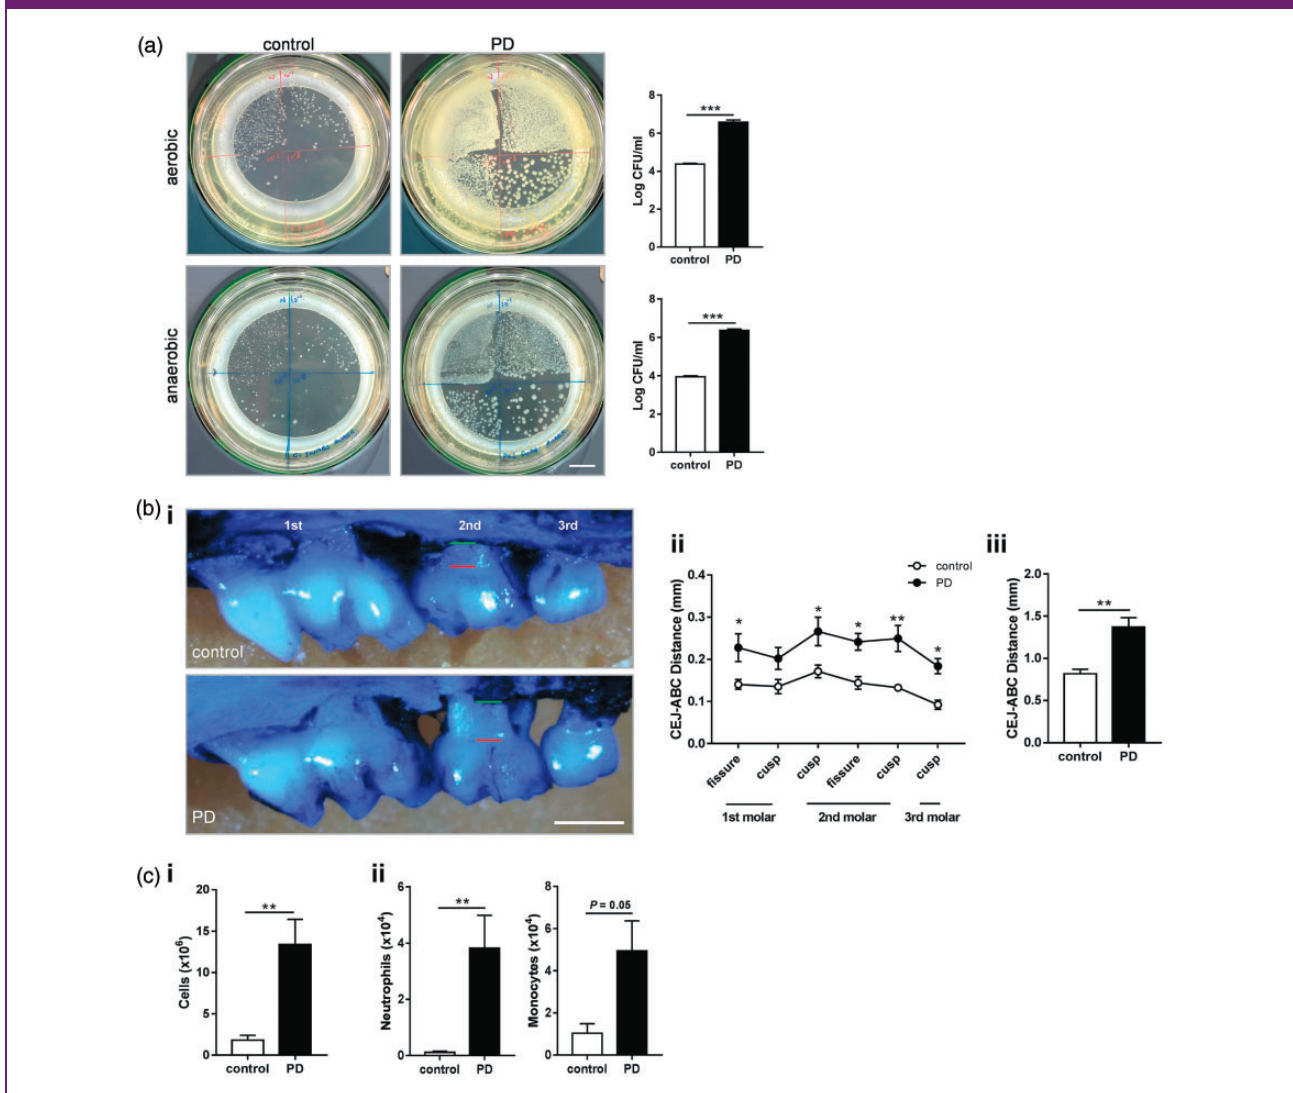 (a)
control
PD
aerobic
anaerobic
Log CFU/ml
8
6
4
2
0
***
control
PD
Log CFU/ml
8
6
4
2
0
***
control
PD
(b)
i
1st
2nd
3rd
control
PD
ii
control
PD
CEJ-ABC Distance (mm)
0.4
0.3
0.2
0.1
0.0
*
*
*
**
*
fissure
cusp
cusp
fissure
cusp
cusp
1st molar
2nd molar
3rd molar
iii
CEJ-ABC Distance (mm)
2.0
1.5
1.0
0.5
0.0
**
control
PD
(c)
i
Cells (x10⁶)
20
15
10
5
0
**
control
PD
ii
Neutrophils (x10⁴)
6
4
2
0
**
control
PD
Monocytes (x10⁴)
8
6
4
2
0
P = 0.05
control
PD